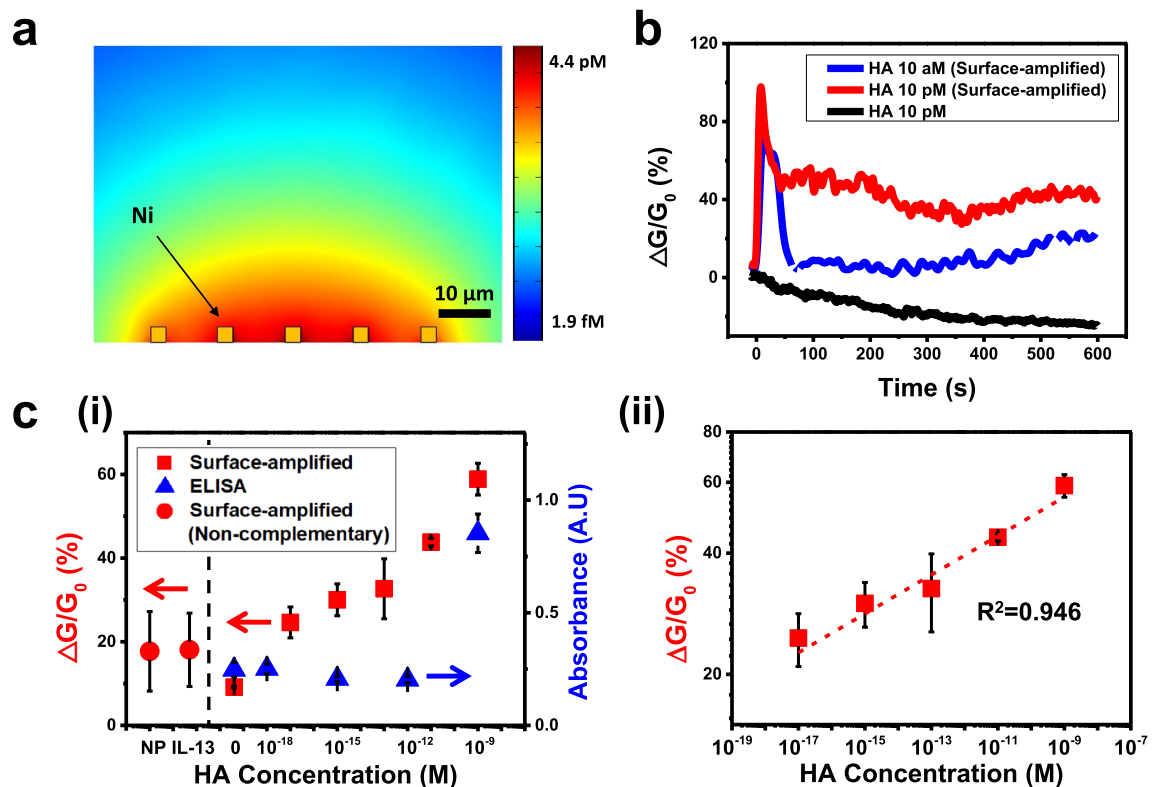 a
4.4 pM
Ni
10 µm
1.9 fM
b
120
80
40
0
ΔG/G₀ (%)
HA 10 aM (Surface-amplified)
HA 10 pM (Surface-amplified)
HA 10 pM
0 100 200 300 400 500 600
Time (s)
c (i)
60
40
20
0
ΔG/G₀ (%)
Surface-amplified
ELISA
Surface-amplified
(Non-complementary)
1.0
0.5
0.0
Absorbance (A.U)
NP IL-13 0 10⁻¹⁸ 10⁻¹⁵ 10⁻¹² 10⁻⁹
HA Concentration (M)
(ii)
80
60
40
20
ΔG/G₀ (%)
R²=0.946
10⁻¹⁹ 10⁻¹⁷ 10⁻¹⁵ 10⁻¹³ 10⁻¹¹ 10⁻⁹ 10⁻⁷
HA Concentration (M)